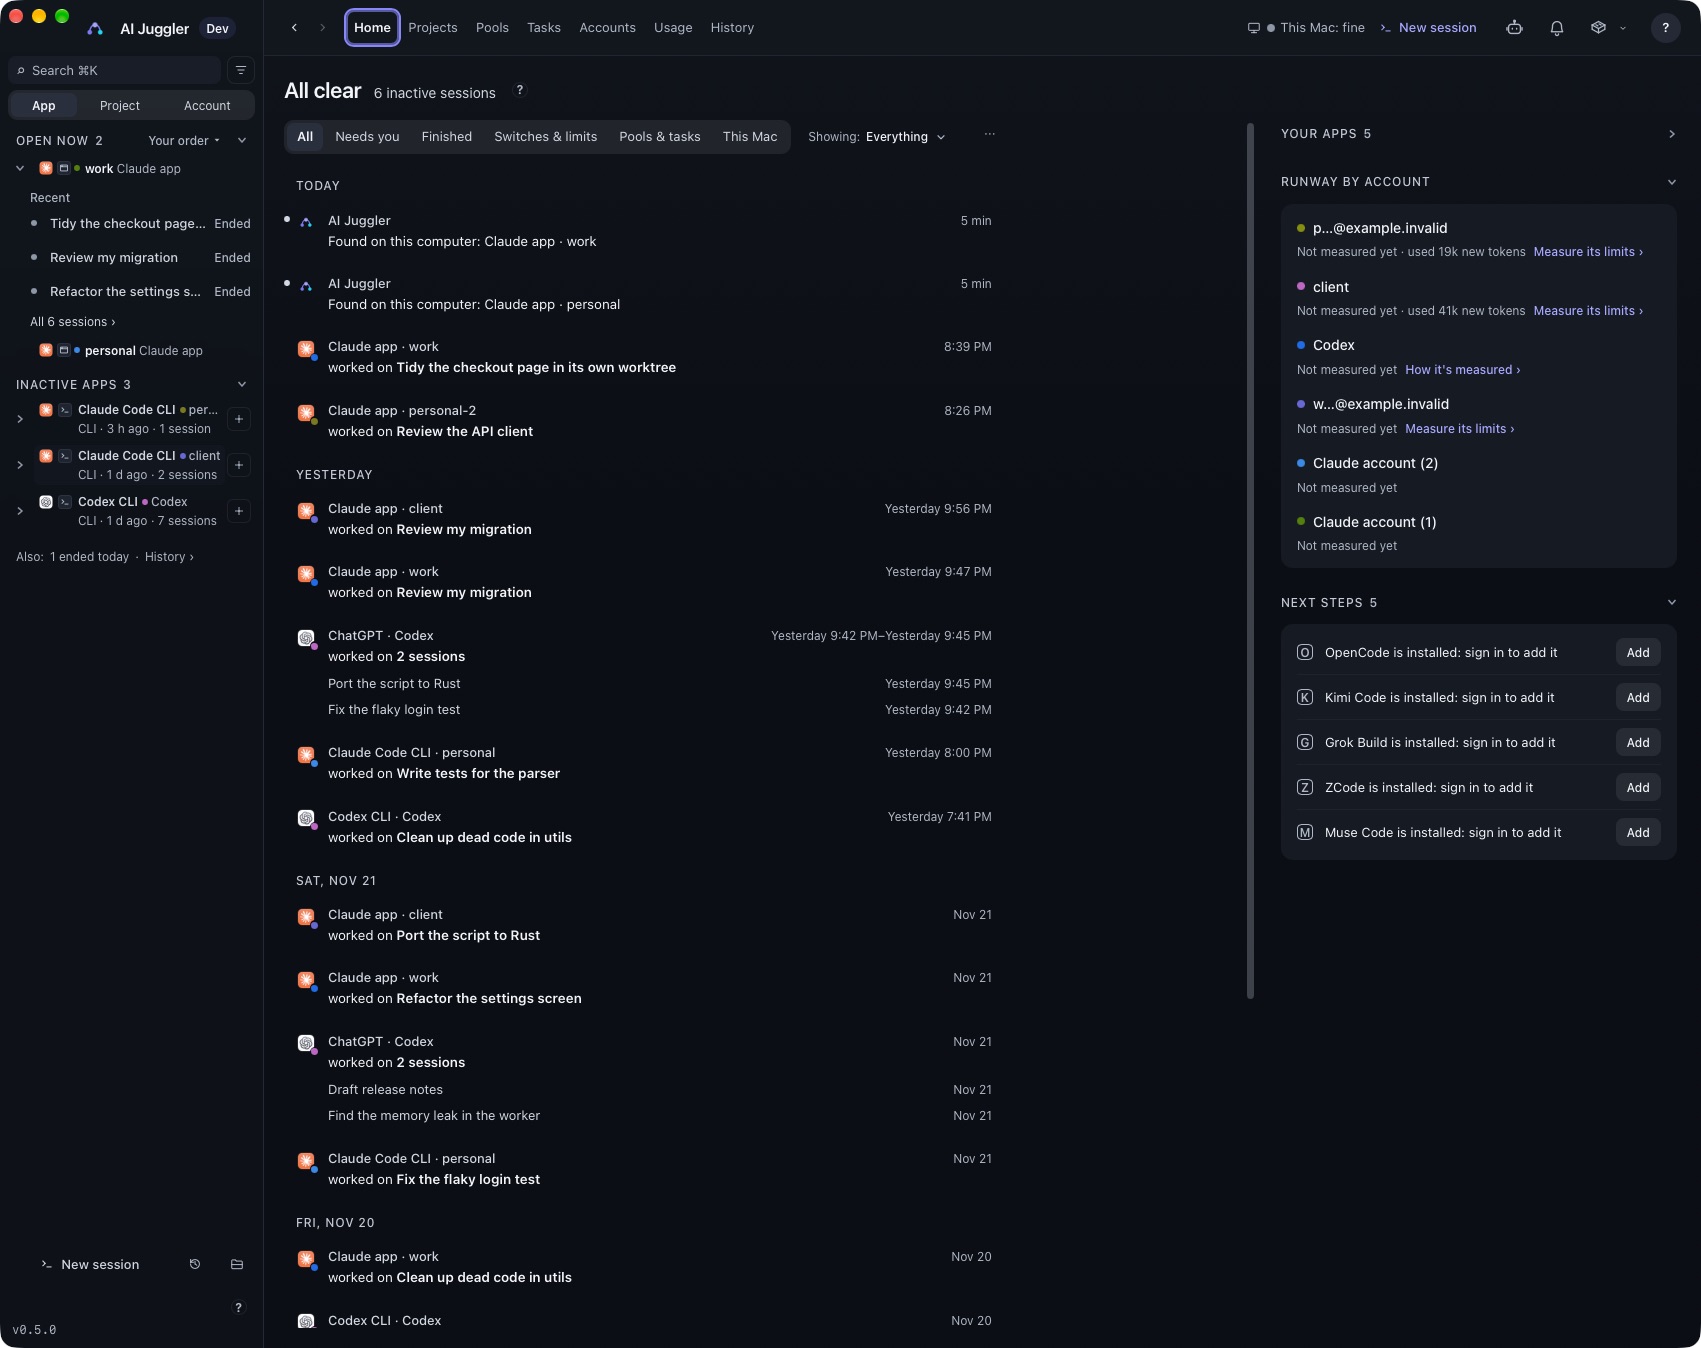 AI Juggler Dev
Search ⌘K
App Project Account
OPEN NOW 2 Your order
work Claude app
Recent
Tidy the checkout page... Ended
Review my migration Ended
Refactor the settings s... Ended
All 6 sessions ›
personal Claude app
INACTIVE APPS 3
Claude Code CLI per...
CLI · 3 h ago · 1 session
Claude Code CLI client
CLI · 1 d ago · 2 sessions
Codex CLI Codex
CLI · 1 d ago · 7 sessions
Also: 1 ended today · History ›
New session
?
v0.5.0
Home Projects Pools Tasks Accounts Usage History
This Mac: fine New session ?
All clear 6 inactive sessions ?
All Needs you Finished Switches & limits Pools & tasks This Mac Showing: Everything ...
TODAY
AI Juggler 5 min
Found on this computer: Claude app · work
AI Juggler 5 min
Found on this computer: Claude app · personal
Claude app · work 8:39 PM
worked on Tidy the checkout page in its own worktree
Claude app · personal-2 8:26 PM
worked on Review the API client
YESTERDAY
Claude app · client Yesterday 9:56 PM
worked on Review my migration
Claude app · work Yesterday 9:47 PM
worked on Review my migration
ChatGPT · Codex Yesterday 9:42 PM–Yesterday 9:45 PM
worked on 2 sessions
Port the script to Rust Yesterday 9:45 PM
Fix the flaky login test Yesterday 9:42 PM
Claude Code CLI · personal Yesterday 8:00 PM
worked on Write tests for the parser
Codex CLI · Codex Yesterday 7:41 PM
worked on Clean up dead code in utils
SAT, NOV 21
Claude app · client Nov 21
worked on Port the script to Rust
Claude app · work Nov 21
worked on Refactor the settings screen
ChatGPT · Codex Nov 21
worked on 2 sessions
Draft release notes Nov 21
Find the memory leak in the worker Nov 21
Claude Code CLI · personal Nov 21
worked on Fix the flaky login test
FRI, NOV 20
Claude app · work Nov 20
worked on Clean up dead code in utils
Codex CLI · Codex Nov 20
YOUR APPS 5
RUNWAY BY ACCOUNT
p...@example.invalid
Not measured yet · used 19k new tokens Measure its limits ›
client
Not measured yet · used 41k new tokens Measure its limits ›
Codex
Not measured yet How it's measured ›
w...@example.invalid
Not measured yet Measure its limits ›
Claude account (2)
Not measured yet
Claude account (1)
Not measured yet
NEXT STEPS 5
O OpenCode is installed: sign in to add it Add
K Kimi Code is installed: sign in to add it Add
G Grok Build is installed: sign in to add it Add
Z ZCode is installed: sign in to add it Add
M Muse Code is installed: sign in to add it Add